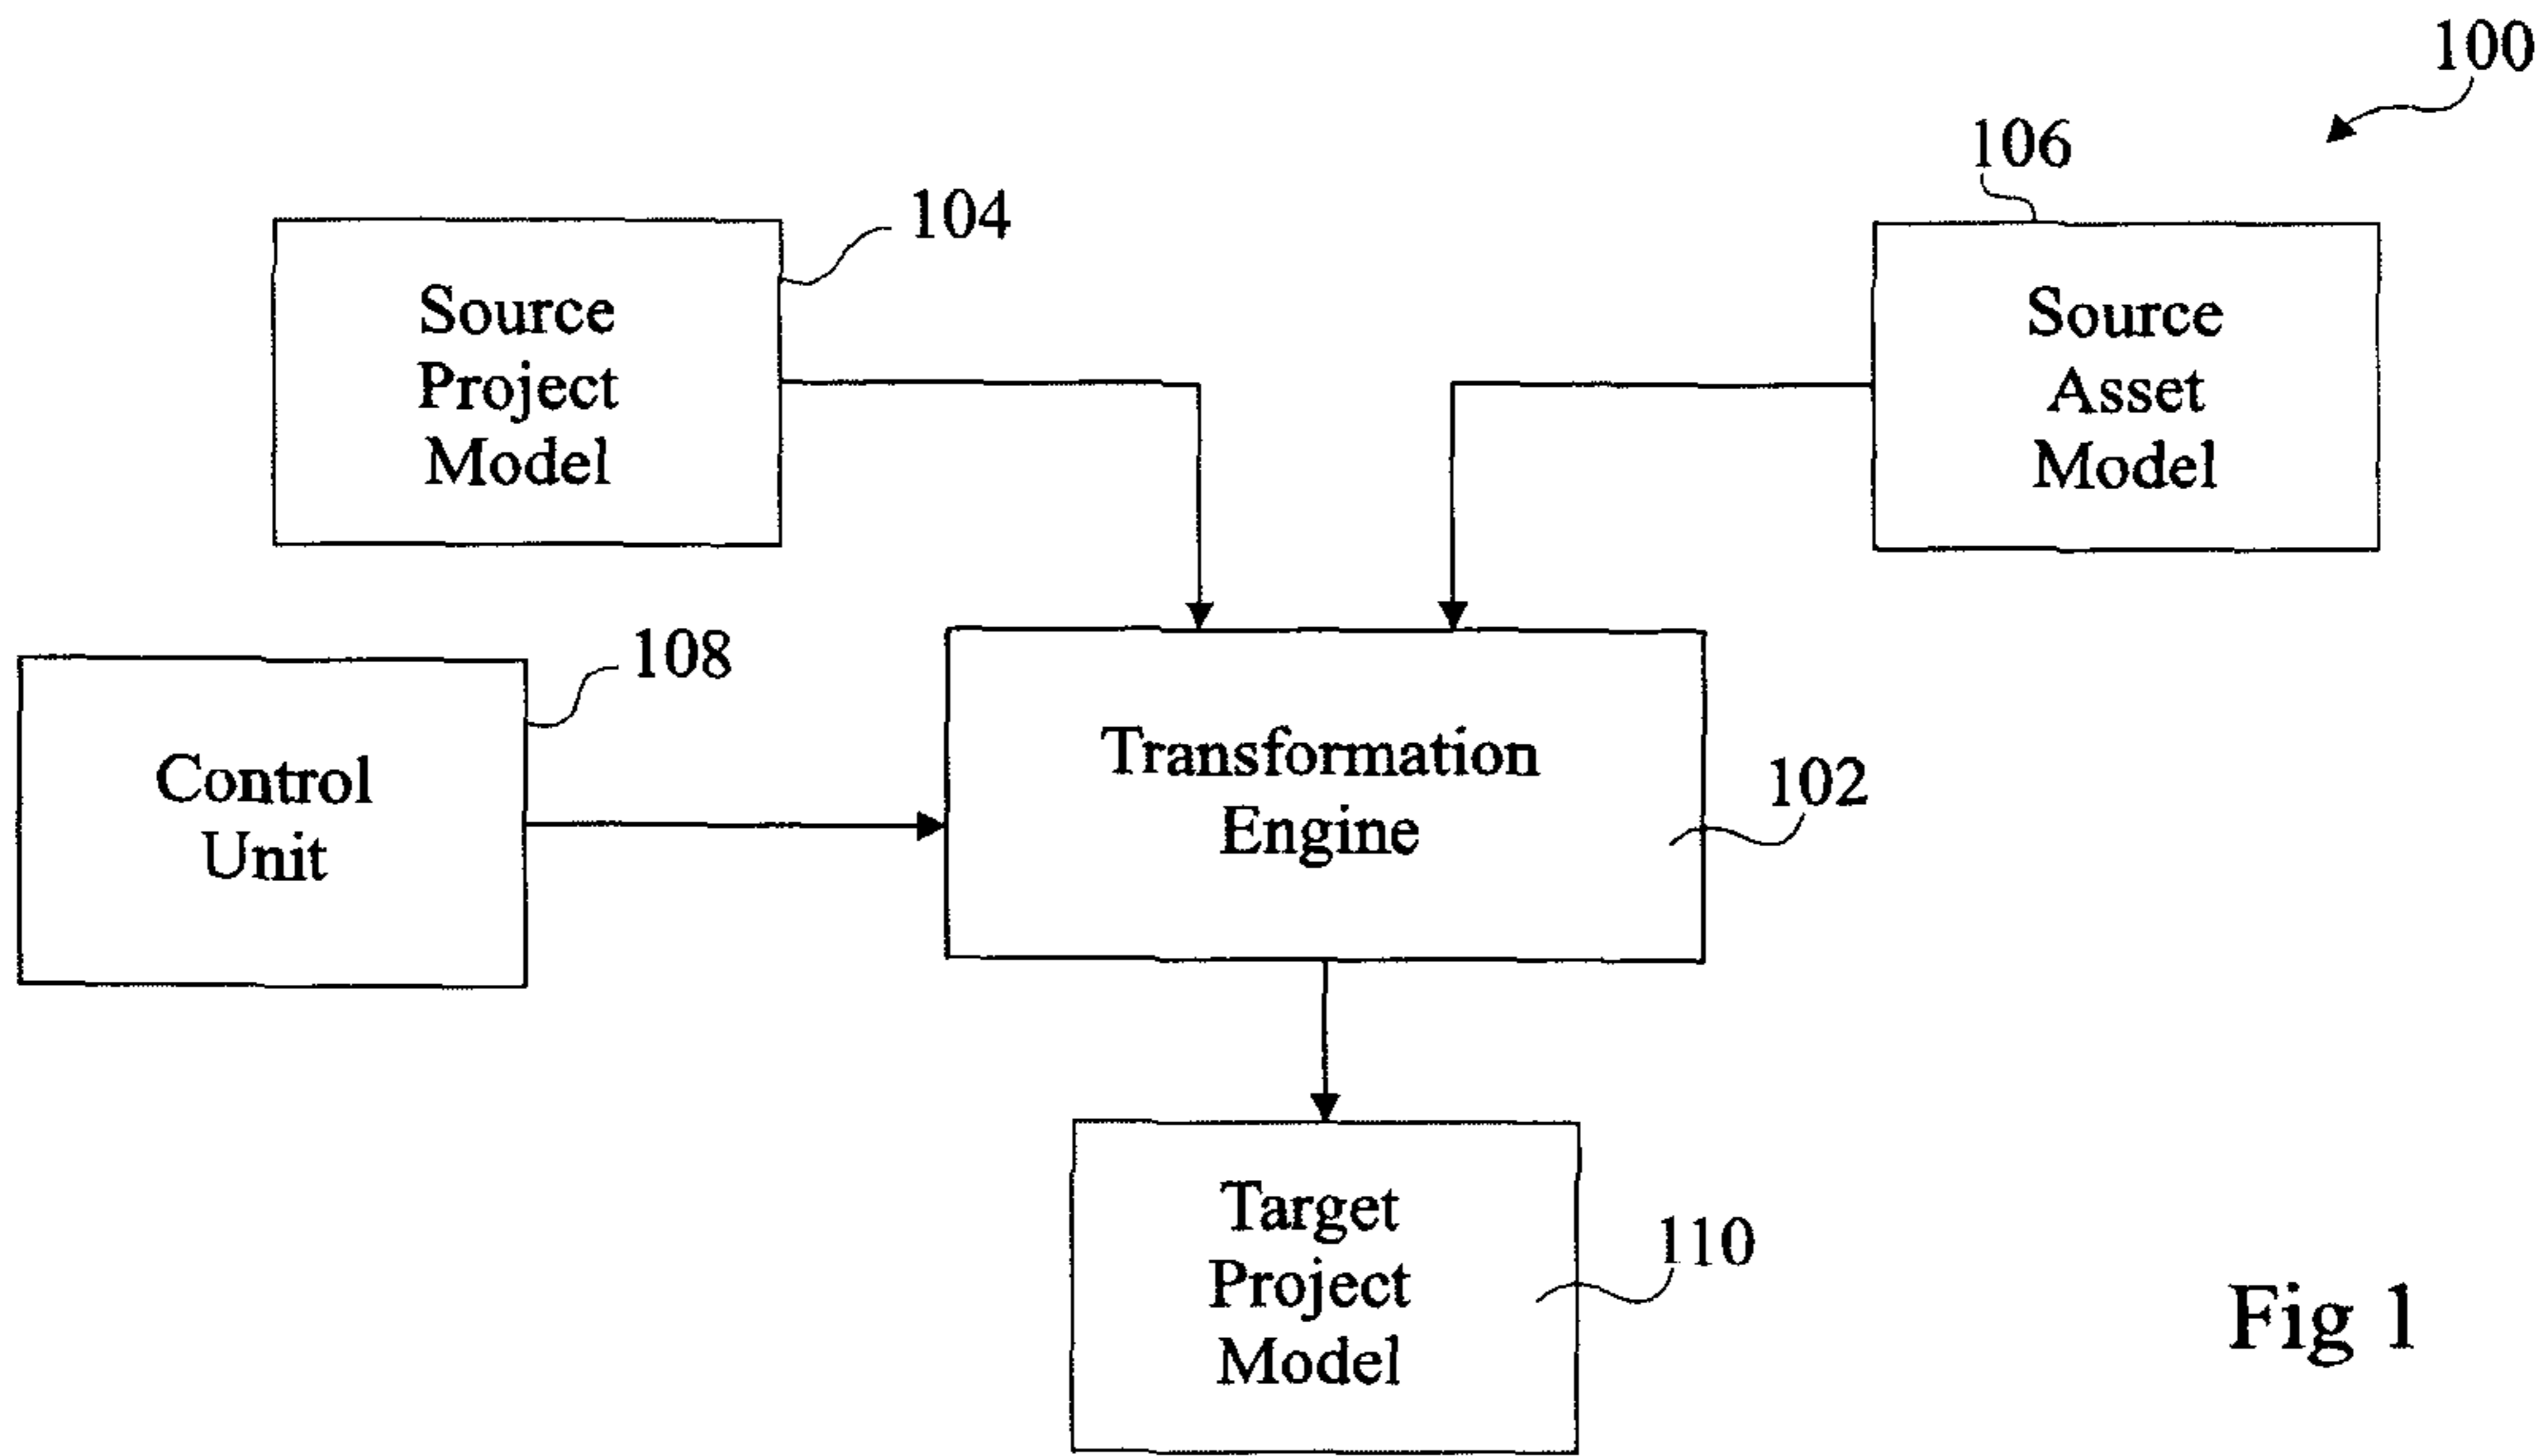 100
106
104
Source
Project
Model
Source
Asset
Model
108
Control
Unit
Transformation
Engine
102
Target
Project
Model
110
Fig 1